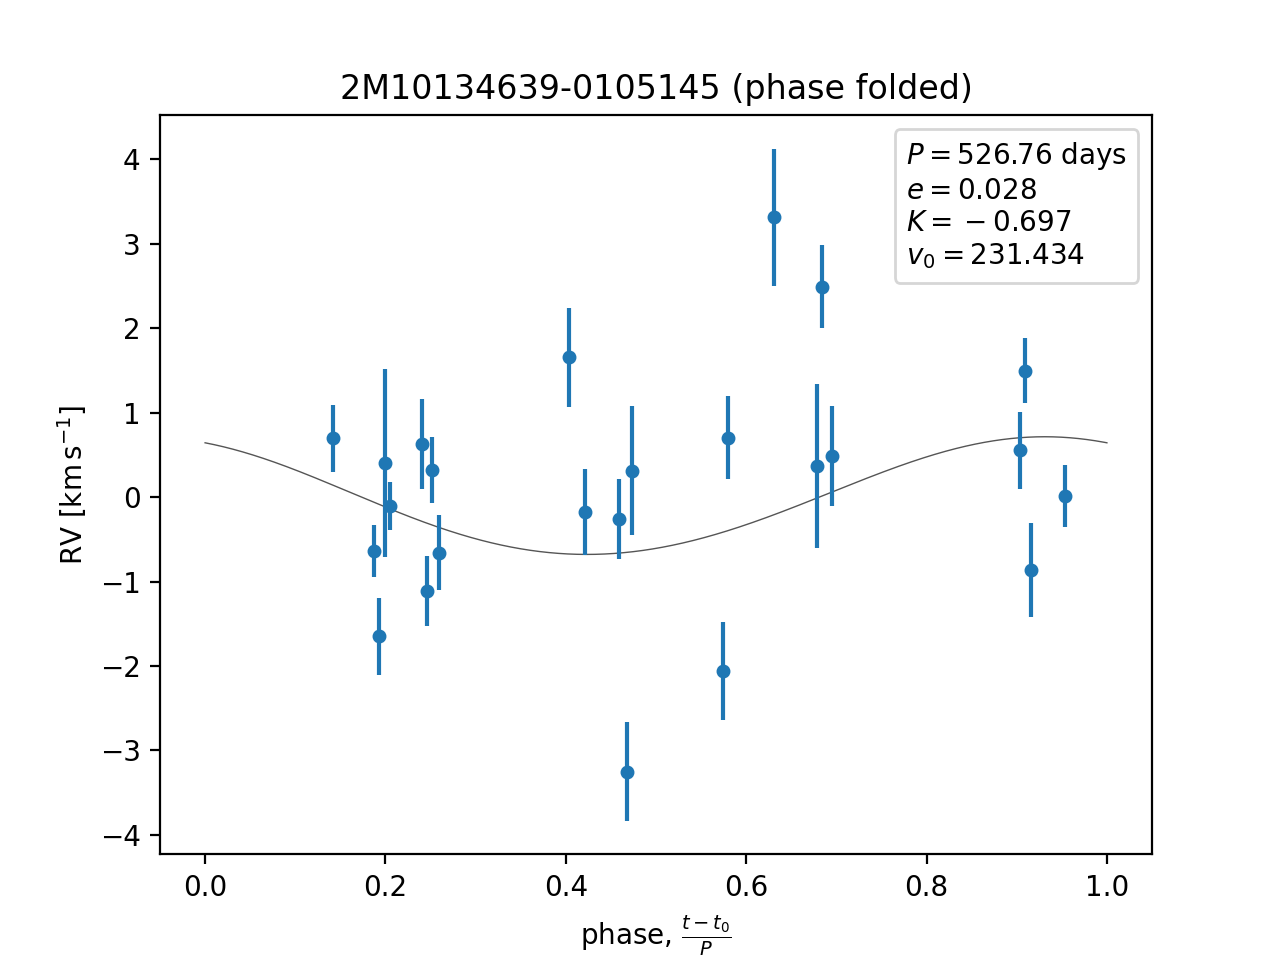 2M10134639-0105145 (phase folded)
P = 526.76 days
e = 0.028
K = −0.697
v₀ = 231.434
4
3
2
1
0
−1
−2
−3
−4
RV [km s⁻¹]
0.0 0.2 0.4 0.6 0.8 1.0
phase, (t − t₀)/P